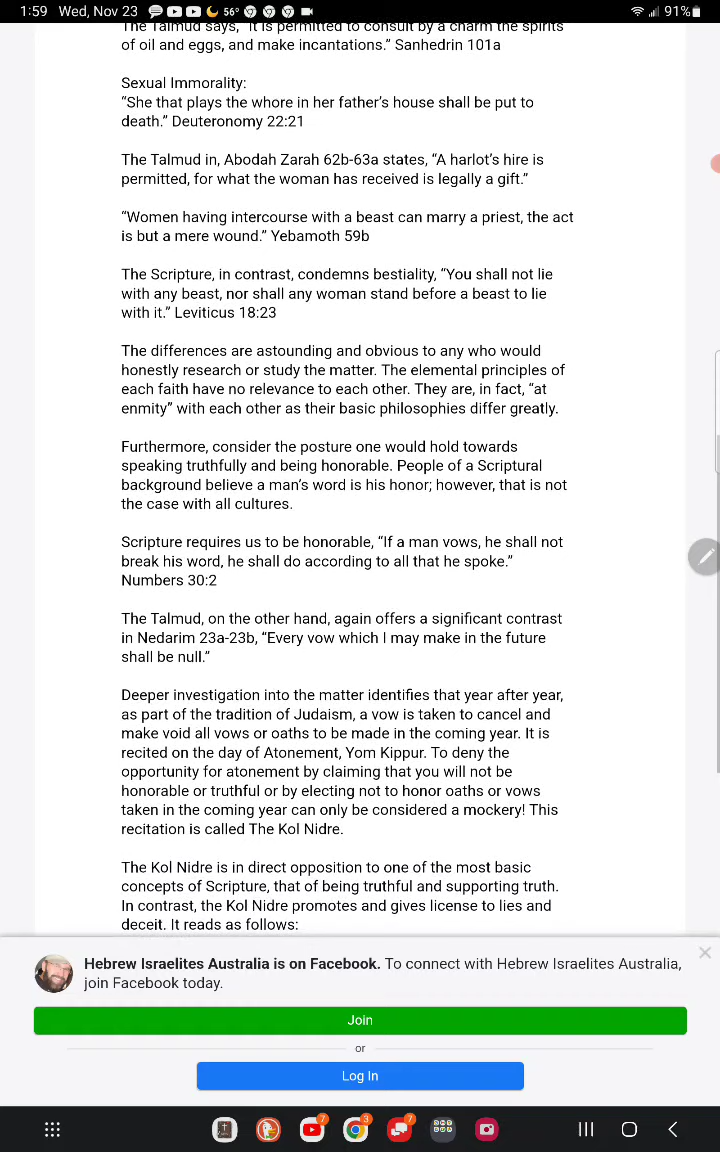 1:59 Wed, Nov 23 56° 91%
The Talmud says, "It is permitted to consult by a charm the spirits
of oil and eggs, and make incantations." Sanhedrin 101a
Sexual Immorality:
“She that plays the whore in her father’s house shall be put to
death.” Deuteronomy 22:21
The Talmud in, Abodah Zarah 62b-63a states, “A harlot’s hire is
permitted, for what the woman has received is legally a gift.”
“Women having intercourse with a beast can marry a priest, the act
is but a mere wound.” Yebamoth 59b
The Scripture, in contrast, condemns bestiality, “You shall not lie
with any beast, nor shall any woman stand before a beast to lie
with it.” Leviticus 18:23
The differences are astounding and obvious to any who would
honestly research or study the matter. The elemental principles of
each faith have no relevance to each other. They are, in fact, “at
enmity” with each other as their basic philosophies differ greatly.
Furthermore, consider the posture one would hold towards
speaking truthfully and being honorable. People of a Scriptural
background believe a man’s word is his honor; however, that is not
the case with all cultures.
Scripture requires us to be honorable, “If a man vows, he shall not
break his word, he shall do according to all that he spoke.”
Numbers 30:2
The Talmud, on the other hand, again offers a significant contrast
in Nedarim 23a-23b, “Every vow which I may make in the future
shall be null.”
Deeper investigation into the matter identifies that year after year,
as part of the tradition of Judaism, a vow is taken to cancel and
make void all vows or oaths to be made in the coming year. It is
recited on the day of Atonement, Yom Kippur. To deny the
opportunity for atonement by claiming that you will not be
honorable or truthful or by electing not to honor oaths or vows
taken in the coming year can only be considered a mockery! This
recitation is called The Kol Nidre.
The Kol Nidre is in direct opposition to one of the most basic
concepts of Scripture, that of being truthful and supporting truth.
In contrast, the Kol Nidre promotes and gives license to lies and
deceit. It reads as follows:
Hebrew Israelites Australia is on Facebook. To connect with Hebrew Israelites Australia,
join Facebook today.
Join
or
Log In
7 3 7